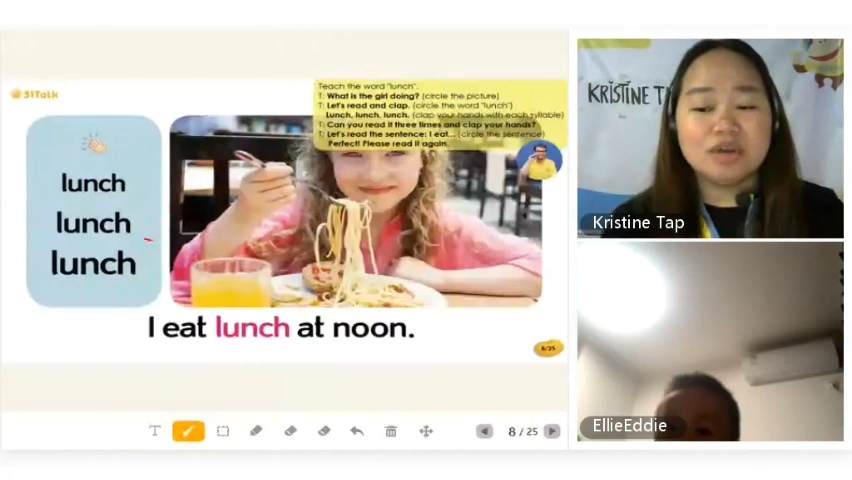 51Talk
Teach the word "lunch".
T: What is the girl doing? (circle the picture)
T: Let's read and clap. (circle the word "lunch")
Lunch, lunch, lunch. (clap your hands with each syllable)
T: Can you read it three times and clap your hands?
T: Let's read the sentence: I eat... (circle the sentence)
Perfect! Please read it again.
lunch
lunch
lunch
I eat lunch at noon.
8/25
T
8 / 25
KRISTINE T
Kristine Tap
EllieEddie